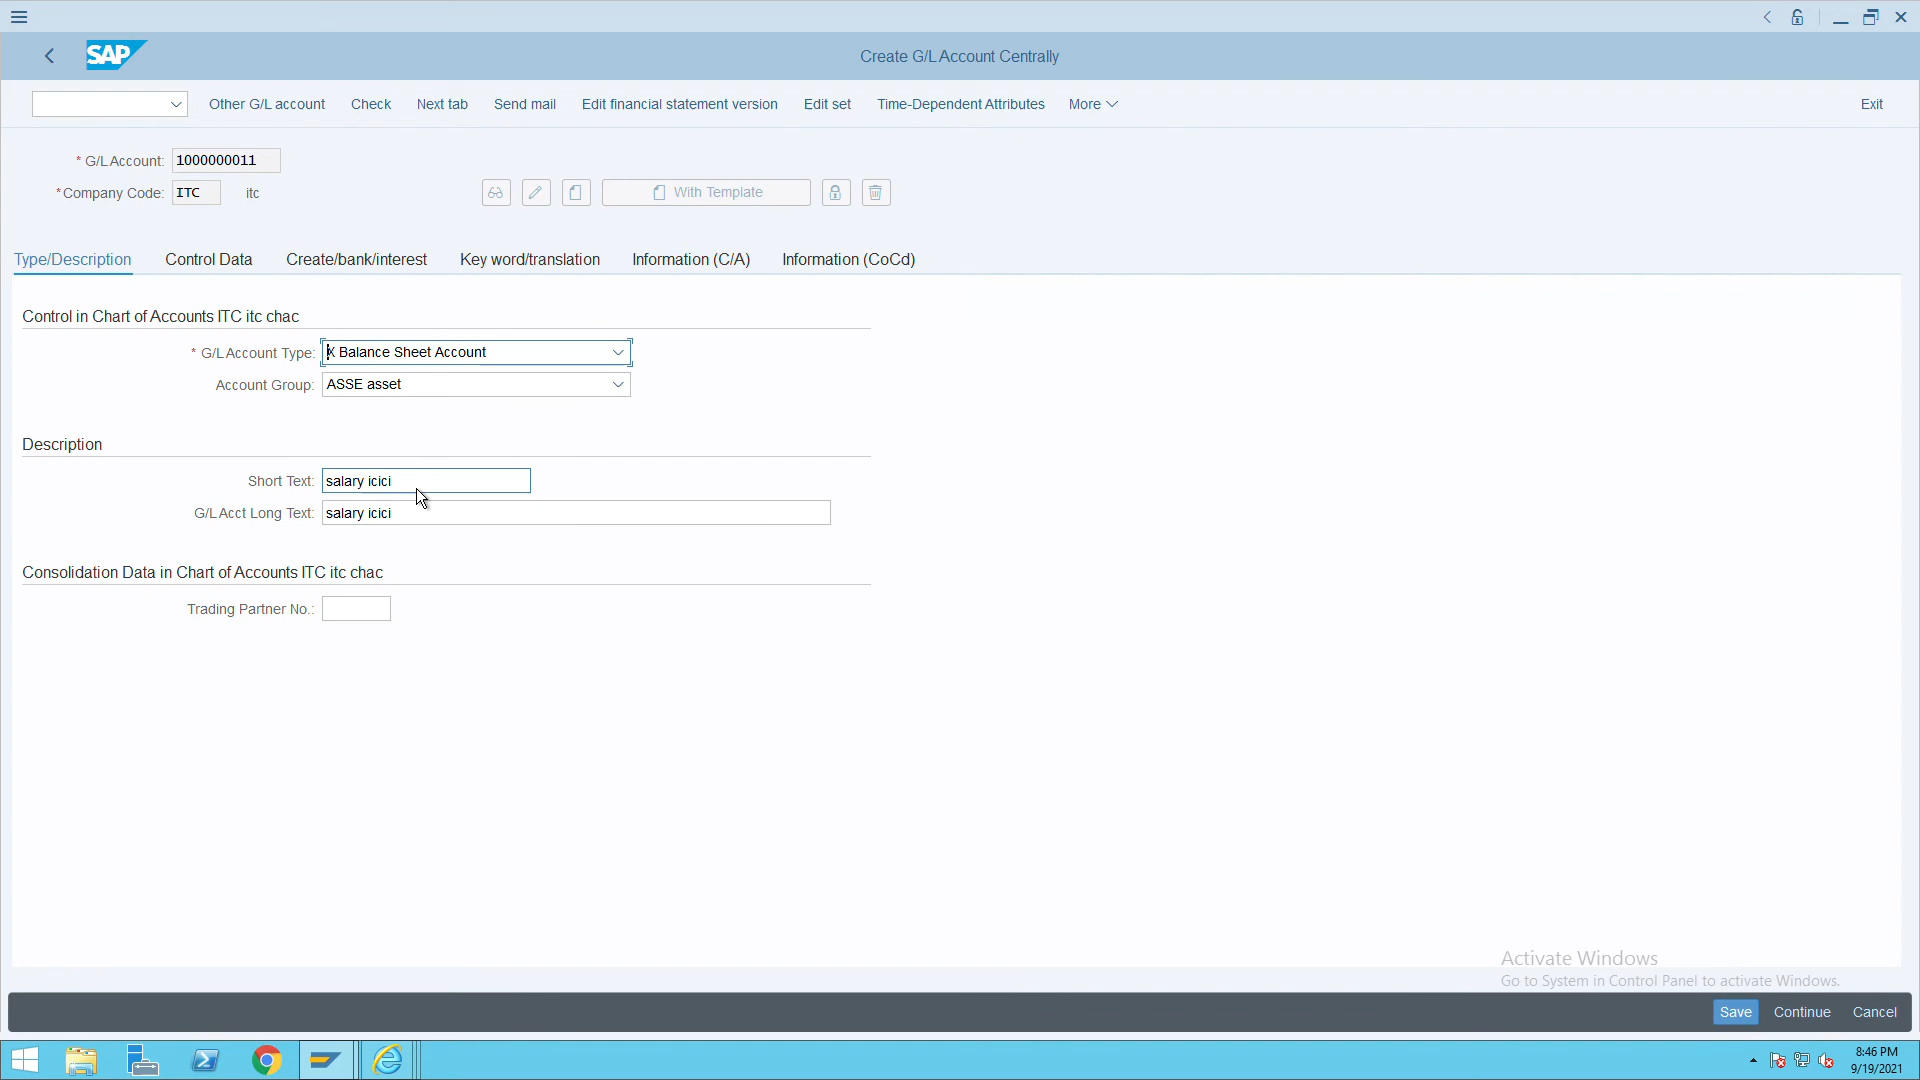 SAP
Create G/L Account Centrally
Other G/L account Check Next tab Send mail Edit financial statement version Edit set Time-Dependent Attributes More Exit
* G/L Account: 1000000011
* Company Code: ITC itc
With Template
Type/Description Control Data Create/bank/interest Key word/translation Information (C/A) Information (CoCd)
Control in Chart of Accounts ITC itc chac
* G/L Account Type: X Balance Sheet Account
Account Group: ASSE asset
Description
Short Text: salary icici
G/L Acct Long Text: salary icici
Consolidation Data in Chart of Accounts ITC itc chac
Trading Partner No.:
Activate Windows
Go to System in Control Panel to activate Windows.
Save Continue Cancel
8:46 PM
9/19/2021